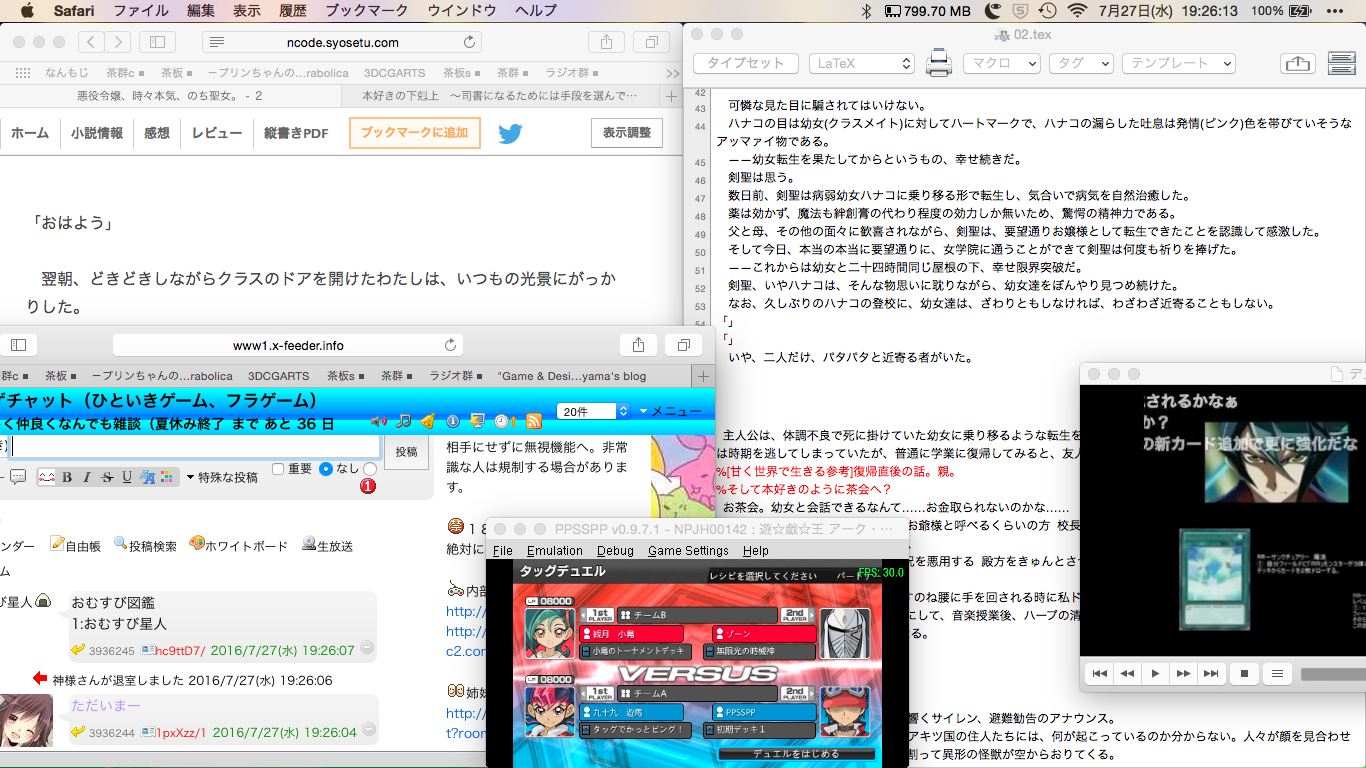 Safari ファイル 編集 表示 履歴 ブックマーク ウインドウ ヘルプ
799.70 MB 7月27日(水) 19:26:13 100%
ncode.syosetu.com
なんもじ 茶群c 茶板 ープリンちゃんの…rabolica 3DCGARTS 茶板s 茶群 ラジオ群
悪役令嬢、時々本気、のち聖女。 - 2
本好きの下剋上 〜司書になるためには手段を選んで…
ホーム 小説情報 感想 レビュー 縦書きPDF ブックマークに追加 表示調整
「おはよう」
翌朝、どきどきしながらクラスのドアを開けたわたしは、いつもの光景にがっか
りした。
02.tex
タイプセット LaTeX マクロ タグ テンプレート
42
43 可憐な見た目に騙されてはいけない。
44 ハナコの目は幼女(クラスメイト)に対してハートマークで、ハナコの漏らした吐息は発情(ピンク)色を帯びていそうな
アッマァイ物である。
45 ーー幼女転生を果たしてからというもの、幸せ続きだ。
46 剣聖は思う。
47 数日前、剣聖は病弱幼女ハナコに乗り移る形で転生し、気合いで病気を自然治癒した。
48 薬は効かず、魔法も絆創膏の代わり程度の効力しか無いため、驚愕の精神力である。
49 父と母、その他の面々に歓喜されながら、剣聖は、要望通りお嬢様として転生できたことを認識して感激した。
50 そして今日、本当の本当に要望通りに、女学院に通うことができて剣聖は何度も祈りを捧げた。
51 ーーこれからは幼女と二十四時間同じ屋根の下、幸せ限界突破だ。
52 剣聖、いやハナコは、そんな物思いに耽りながら、幼女達をぼんやり見つめ続けた。
53 なお、久しぶりのハナコの登校に、幼女達は、ざわりともしなければ、わざわざ近寄ることもしない。
54 「」
「」
いや、二人だけ、パタパタと近寄る者がいた。
主人公は、体調不良で死に掛けていた幼女に乗り移るような転生を
は時期を逃してしまっていたが、普通に学業に復帰してみると、友人
%[甘く世界で生きる参考]復帰直後の話。親。
%そして本好きのように茶会へ?
お茶会。幼女と会話できるなんて……お金取られないのかな……
お爺様と呼べるくらいの方 校長
況を悪用する 殿方をきゅんとさ
すのね腰に手を回される時に私ド
にして、音楽授業後、ハープの清
る。
響くサイレン、避難勧告のアナウンス。
アキツ国の住人たちには、何が起こっているのか分からない。人々が顔を見合わせ
割って異形の怪獣が空からおりてくる。
www1.x-feeder.info
群c 茶板 ープリンちゃんの…rabolica 3DCGARTS 茶板s 茶群 ラジオ群 "Game & Desi…yama's blog
チャット（ひといきゲーム、フラゲーム）
く仲良くなんでも雑談（夏休み終了 まで あと 36 日
20件 メニュー
投稿
B I S U 特殊な投稿 重要 なし
1
相手にせずに無視機能へ。非常
識な人は規制する場合がありま
す。
ンダー 自由帳 投稿検索 ホワイトボード 生放送
ム
絶対に
内部
http://
http://
c2.con
姉妹
http://
t?roor
び星人
おむすび図鑑
1:おむすび星人
3936245 hc9ttD7/ 2016/7/27(水) 19:26:07
神様さんが退室しました 2016/7/27(水) 19:26:06
ただいまー
3936244 1pxXzz/1 2016/7/27(水) 19:26:04
PPSSPP v0.9.7.1 - NPJH00142 : 遊☆戯☆王 アーク・…
File Emulation Debug Game Settings Help
タッグデュエル
レシピを選択してください
FPS: 30.0
LP 08000
1st PLAYER チームB 2nd PLAYER
観月 小鳥 ゾーン
小鳥のトーナメントデッキ 無限光の時械神
VERSUS
LP 08000
1st PLAYER チームA 2nd PLAYER
九十九 遊馬 PPSSPP
タッグでかっとビング! 初期デッキ1
デュエルをはじめる
されるかなぁ
か?
の新カード追加で更に強化だな